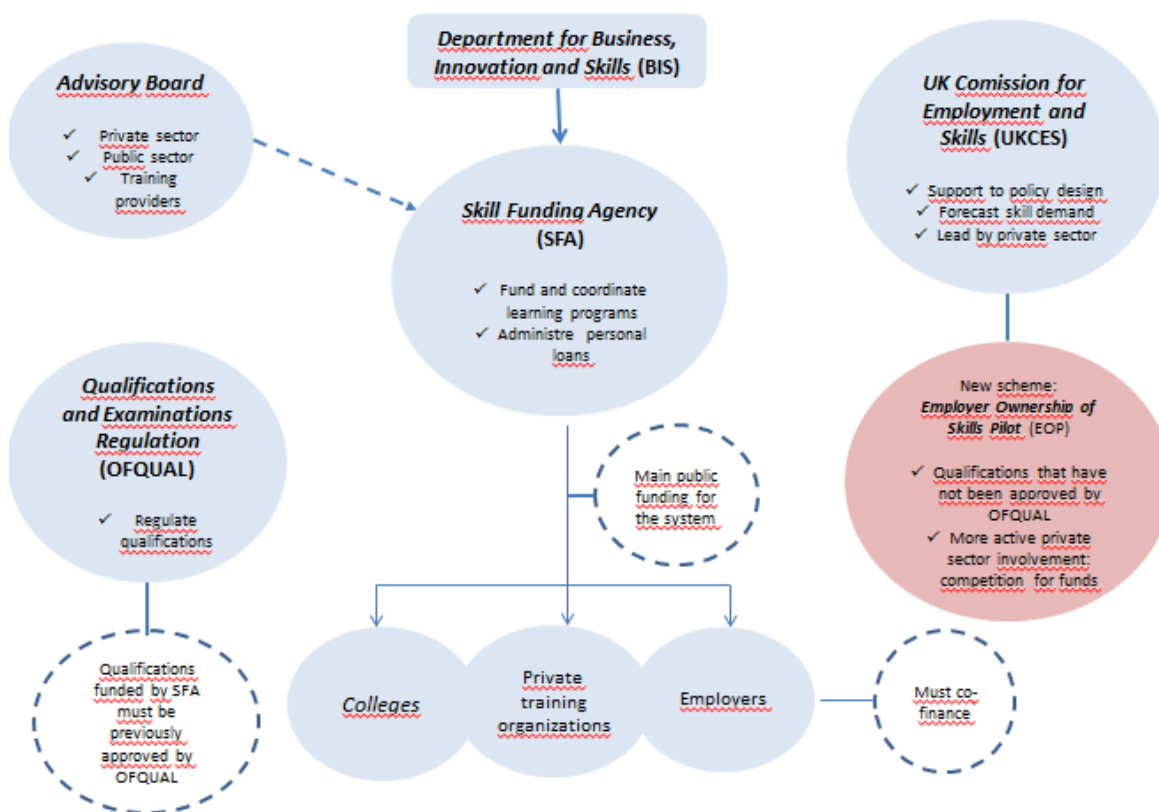 Department for Business,
Innovation and Skills (BIS)
Advisory Board
✓ Private sector
✓ Public sector
✓ Training
providers
UK Comission for
Employment and
Skills (UKCES)
✓ Support to policy design
✓ Forecast skill demand
✓ Lead by private sector
Skill Funding Agency
(SFA)
✓ Fund and coordinate
learning programs
✓ Administre personal
loans
Qualifications
and Examinations
Regulation
(OFQUAL)
✓ Regulate
qualifications
New scheme:
Employer Ownership of
Skills Pilot (EOP)
✓ Qualifications that have
not been approved by
OFQUAL
✓ More active private
sector involvement:
competition for funds
Main public
funding for
the system
Qualifications
funded by SFA
must be
previously
approved by
OFQUAL
Colleges
Private
training
organizations
Employers
Must co-
finance